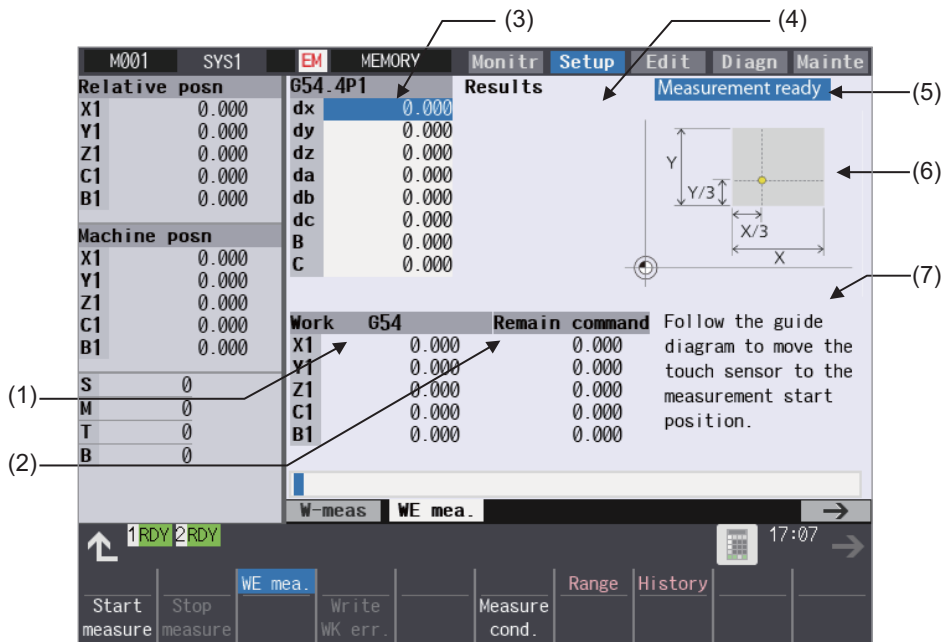 (3) (4)
M001 SYS1 EM MEMORY Monitr Setup Edit Diagn Mainte
Relative posn
X1 0.000
Y1 0.000
Z1 0.000
C1 0.000
B1 0.000
Machine posn
X1 0.000
Y1 0.000
Z1 0.000
C1 0.000
B1 0.000
S 0
M 0
T 0
B 0
(1)
(2)
G54.4P1 Results Measurement ready
dx 0.000
dy 0.000
dz 0.000
da 0.000
db 0.000
dc 0.000
B 0.000
C 0.000
(5)
Y
Y/3
X/3
X
(6)
(7)
Work G54 Remain command
X1 0.000 0.000
Y1 0.000 0.000
Z1 0.000 0.000
C1 0.000 0.000
B1 0.000 0.000
Follow the guide
diagram to move the
touch sensor to the
measurement start
position.
W-meas WE mea.
1 RDY 2 RDY 17:07
WE mea. Range History
Start Stop Write Measure
measure measure WK err. cond.